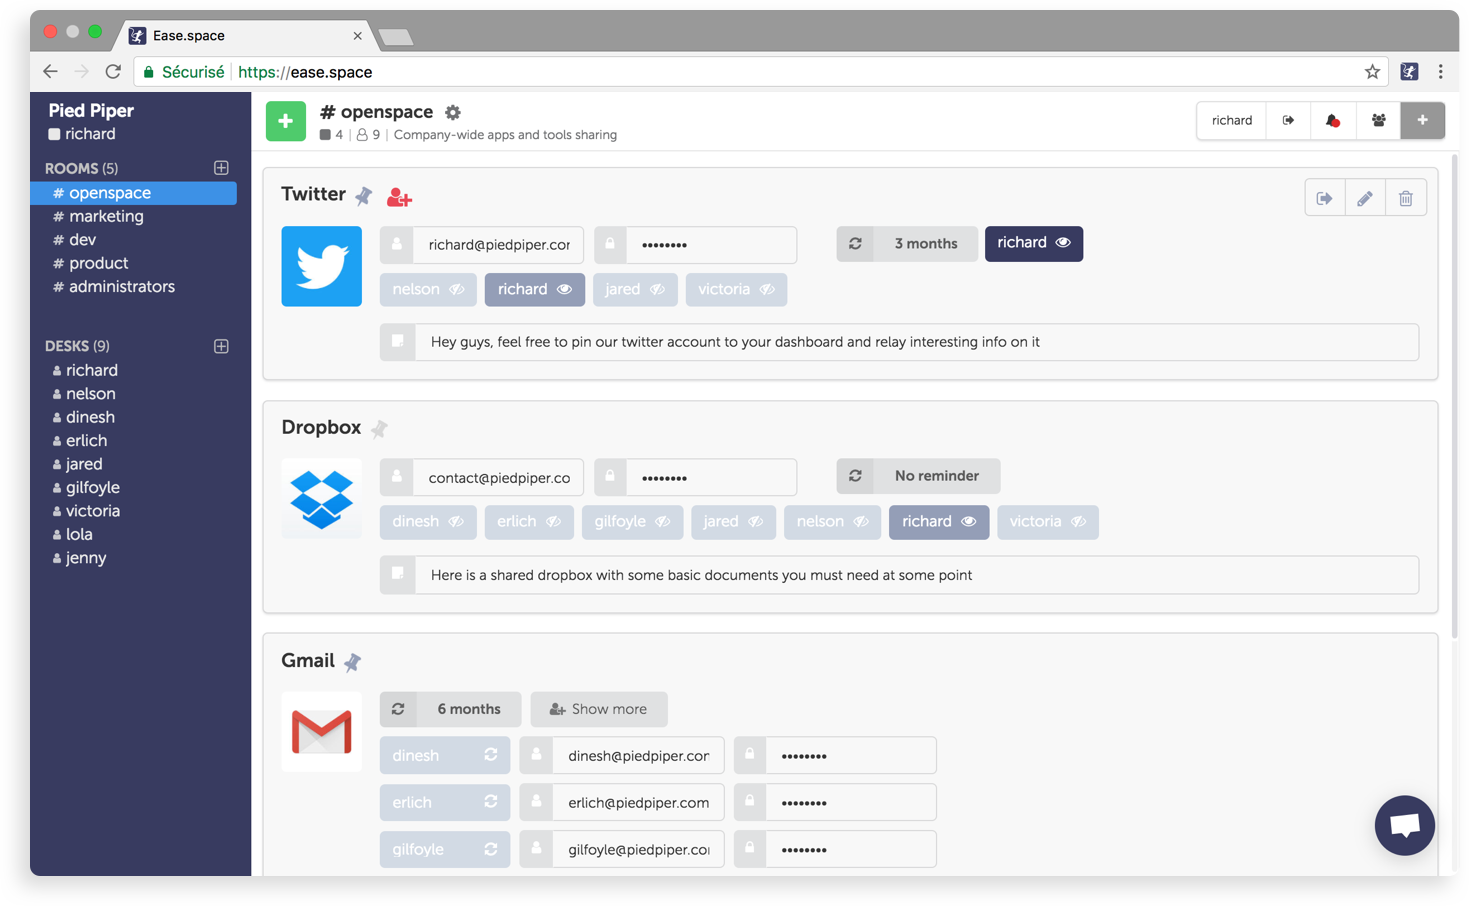 Ease.space
Sécurisé https://ease.space
Pied Piper
richard
ROOMS (5)
# openspace
# marketing
# dev
# product
# administrators
DESKS (9)
richard
nelson
dinesh
erlich
jared
gilfoyle
victoria
lola
jenny
# openspace
4 | 9 | Company-wide apps and tools sharing
richard
Twitter
richard@piedpiper.cor •••••••• 3 months richard
nelson richard jared victoria
Hey guys, feel free to pin our twitter account to your dashboard and relay interesting info on it
Dropbox
contact@piedpiper.co •••••••• No reminder
dinesh erlich gilfoyle jared nelson richard victoria
Here is a shared dropbox with some basic documents you must need at some point
Gmail
6 months Show more
dinesh dinesh@piedpiper.cor ••••••••
erlich erlich@piedpiper.com ••••••••
gilfoyle gilfoyle@piedpiper.co ••••••••